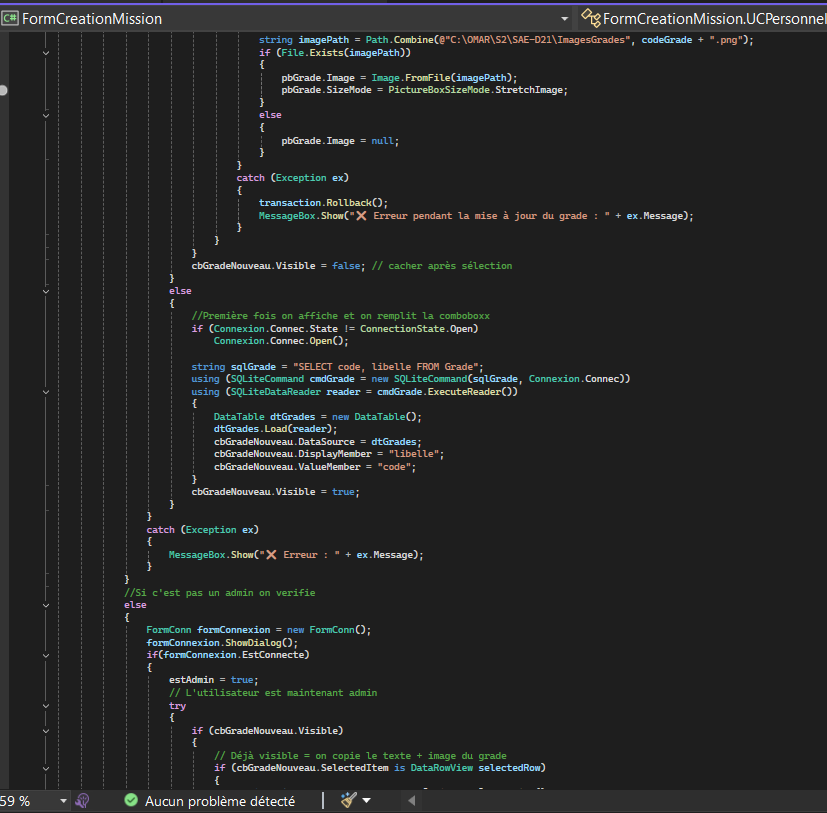 C# FormCreationMission
FormCreationMission.UCPersonnel
string imagePath = Path.Combine(@"C:\OMAR\S2\SAE-D21\ImagesGrades", codeGrade + ".png");
if (File.Exists(imagePath))
{
pbGrade.Image = Image.FromFile(imagePath);
pbGrade.SizeMode = PictureBoxSizeMode.StretchImage;
}
else
{
pbGrade.Image = null;
}
}
catch (Exception ex)
{
transaction.Rollback();
MessageBox.Show("❌ Erreur pendant la mise à jour du grade : " + ex.Message);
}
}
}
cbGradeNouveau.Visible = false; // cacher après sélection
}
else
{
//Première fois on affiche et on remplit la comboboxx
if (Connexion.Connec.State != ConnectionState.Open)
Connexion.Connec.Open();
string sqlGrade = "SELECT code, libelle FROM Grade";
using (SQLiteCommand cmdGrade = new SQLiteCommand(sqlGrade, Connexion.Connec))
using (SQLiteDataReader reader = cmdGrade.ExecuteReader())
{
DataTable dtGrades = new DataTable();
dtGrades.Load(reader);
cbGradeNouveau.DataSource = dtGrades;
cbGradeNouveau.DisplayMember = "libelle";
cbGradeNouveau.ValueMember = "code";
}
cbGradeNouveau.Visible = true;
}
}
catch (Exception ex)
{
MessageBox.Show("❌ Erreur : " + ex.Message);
}
}
//Si c'est pas un admin on verifie
else
{
FormConn formConnexion = new FormConn();
formConnexion.ShowDialog();
if(formConnexion.EstConnecte)
{
estAdmin = true;
// L'utilisateur est maintenant admin
try
{
if (cbGradeNouveau.Visible)
{
// Déjà visible = on copie le texte + image du grade
if (cbGradeNouveau.SelectedItem is DataRowView selectedRow)
{
59 %
Aucun problème détecté